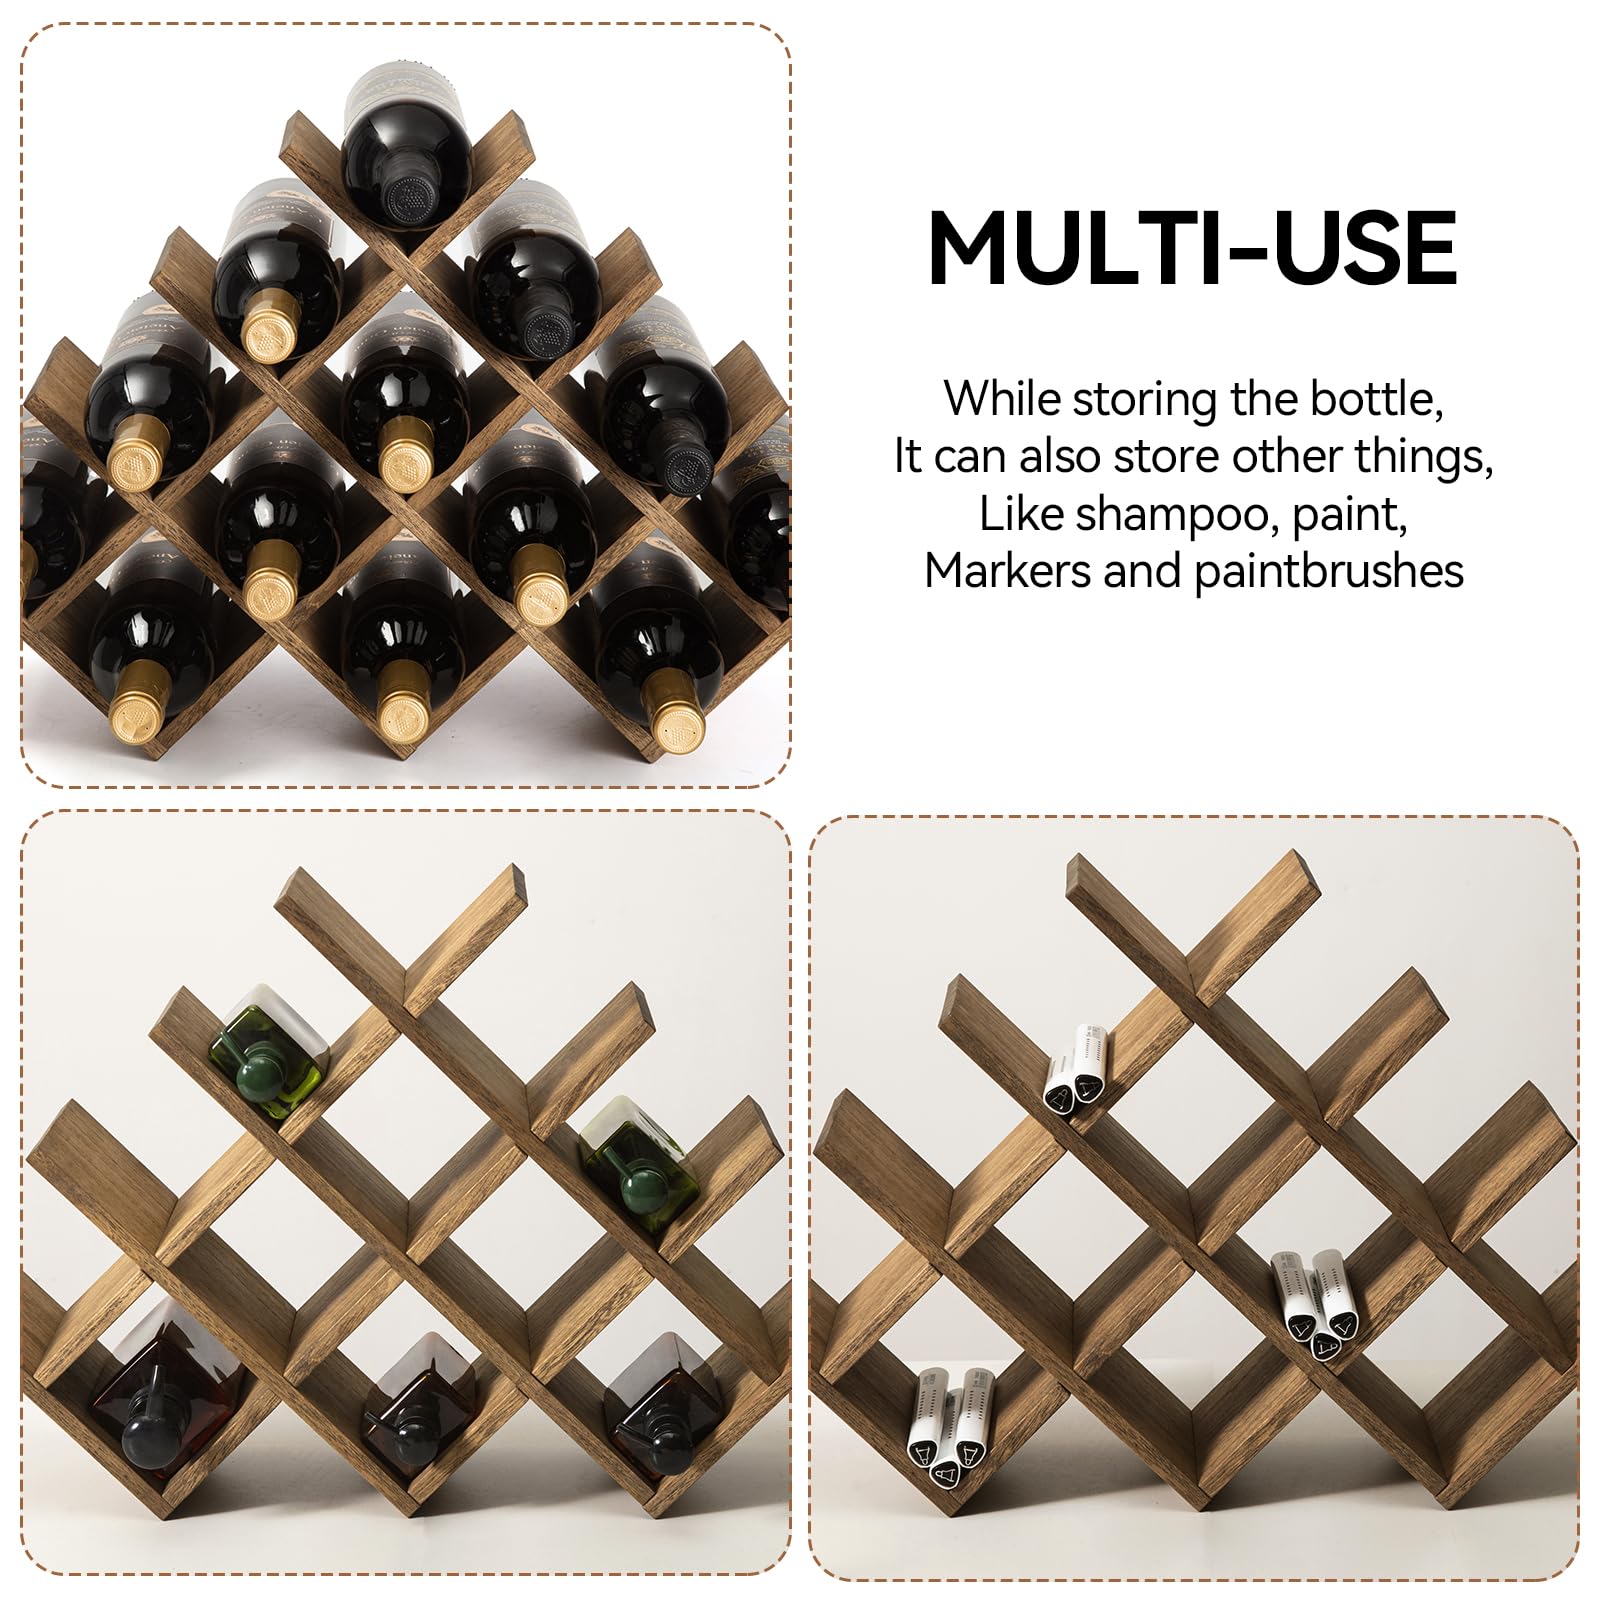 MULTI-USE
While storing the bottle,
It can also store other things,
Like shampoo, paint,
Markers and paintbrushes